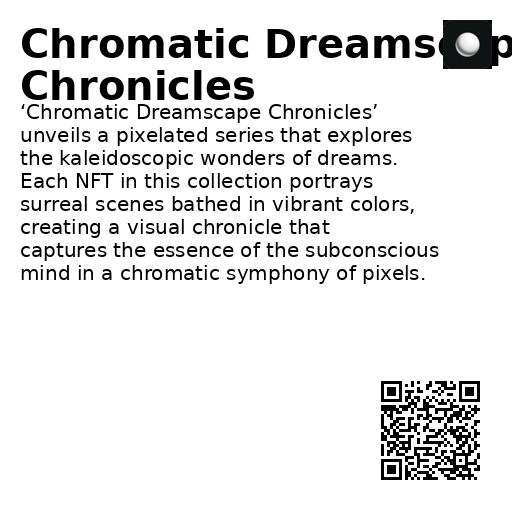 Chromatic Dreamscap
Chronicles
‘Chromatic Dreamscape Chronicles’
unveils a pixelated series that explores
the kaleidoscopic wonders of dreams.
Each NFT in this collection portrays
surreal scenes bathed in vibrant colors,
creating a visual chronicle that
captures the essence of the subconscious
mind in a chromatic symphony of pixels.